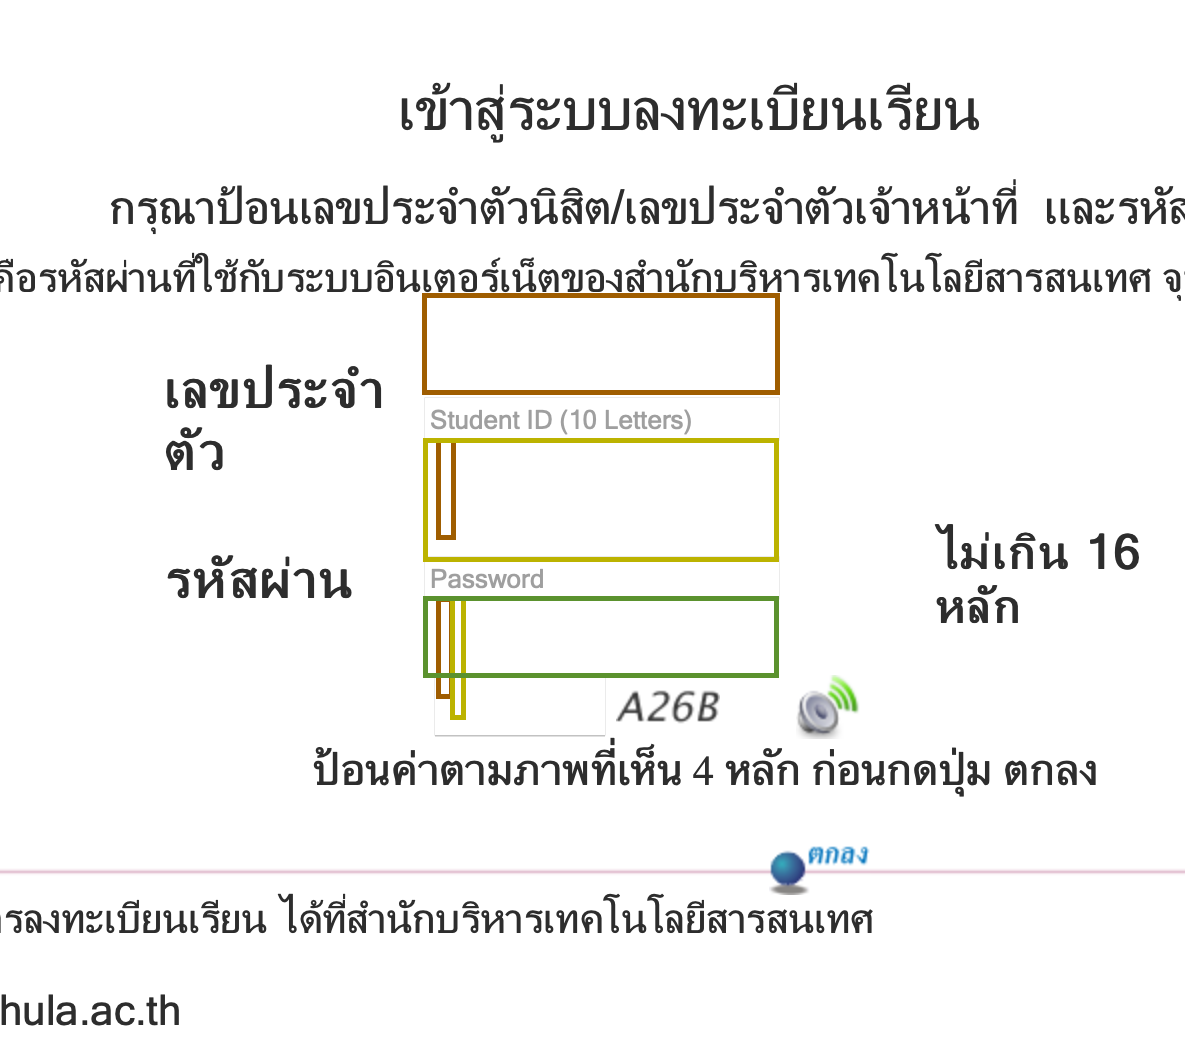 เข้าสู่ระบบลงทะเบียนเรียน
กรุณาป้อนเลขประจำตัวนิสิต/เลขประจำตัวเจ้าหน้าที่ และรหัส
คือรหัสผ่านที่ใช้กับระบบอินเตอร์เน็ตของสำนักบริหารเทคโนโลยีสารสนเทศ จุ
เลขประจำ
ตัว
Student ID (10 Letters)
รหัสผ่าน
Password
ไม่เกิน 16
หลัก
A26B
ป้อนค่าตามภาพที่เห็น 4 หลัก ก่อนกดปุ่ม ตกลง
ตกลง
รลงทะเบียนเรียน ได้ที่สำนักบริหารเทคโนโลยีสารสนเทศ
hula.ac.th